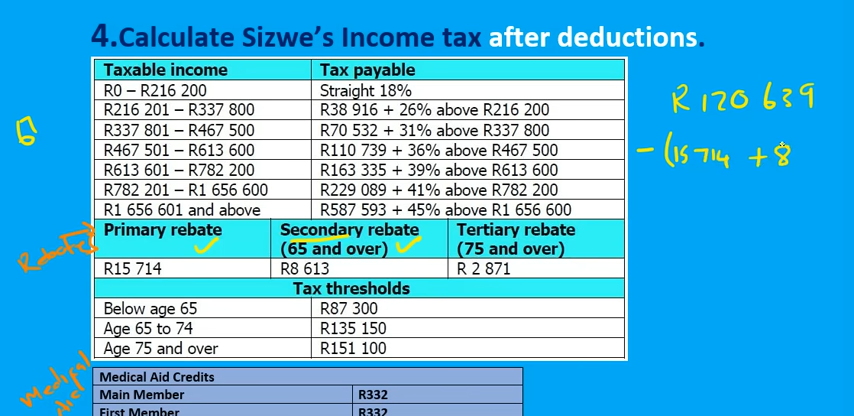 4.Calculate Sizwe's Income tax after deductions.
Taxable income Tax payable
R0 – R216 200 Straight 18%
R216 201 – R337 800 R38 916 + 26% above R216 200
R337 801 – R467 500 R70 532 + 31% above R337 800
R467 501 – R613 600 R110 739 + 36% above R467 500
R613 601 – R782 200 R163 335 + 39% above R613 600
R782 201 – R1 656 600 R229 089 + 41% above R782 200
R1 656 601 and above R587 593 + 45% above R1 656 600
Primary rebate Secondary rebate Tertiary rebate
(65 and over) (75 and over)
R15 714 R8 613 R 2 871
Tax thresholds
Below age 65 R87 300
Age 65 to 74 R135 150
Age 75 and over R151 100
Medical Aid Credits
Main Member R332
First Member R332
R120 639
- (15 714 + 8
Rebates
Medical